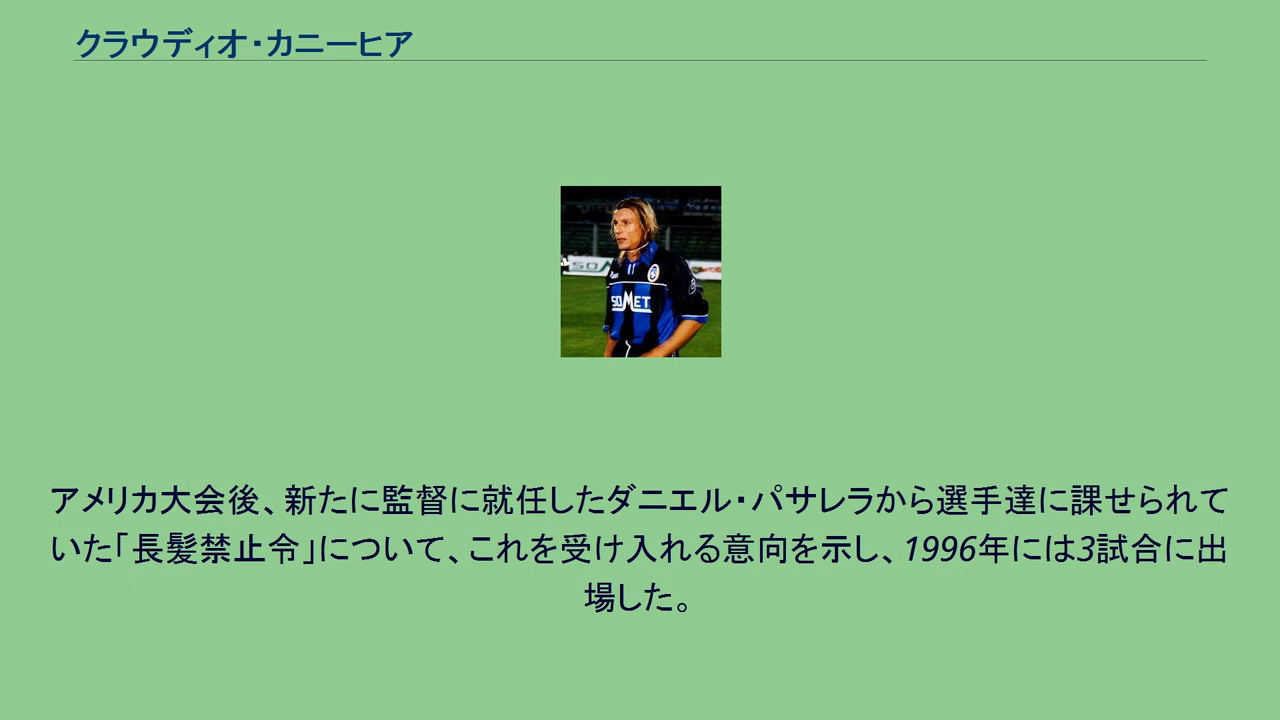 クラウディオ・カニーヒア
SOMET
アメリカ大会後、新たに監督に就任したダニエル・パサレラから選手達に課せられて
いた「長髪禁止令」について、これを受け入れる意向を示し、1996年には3試合に出
場した。